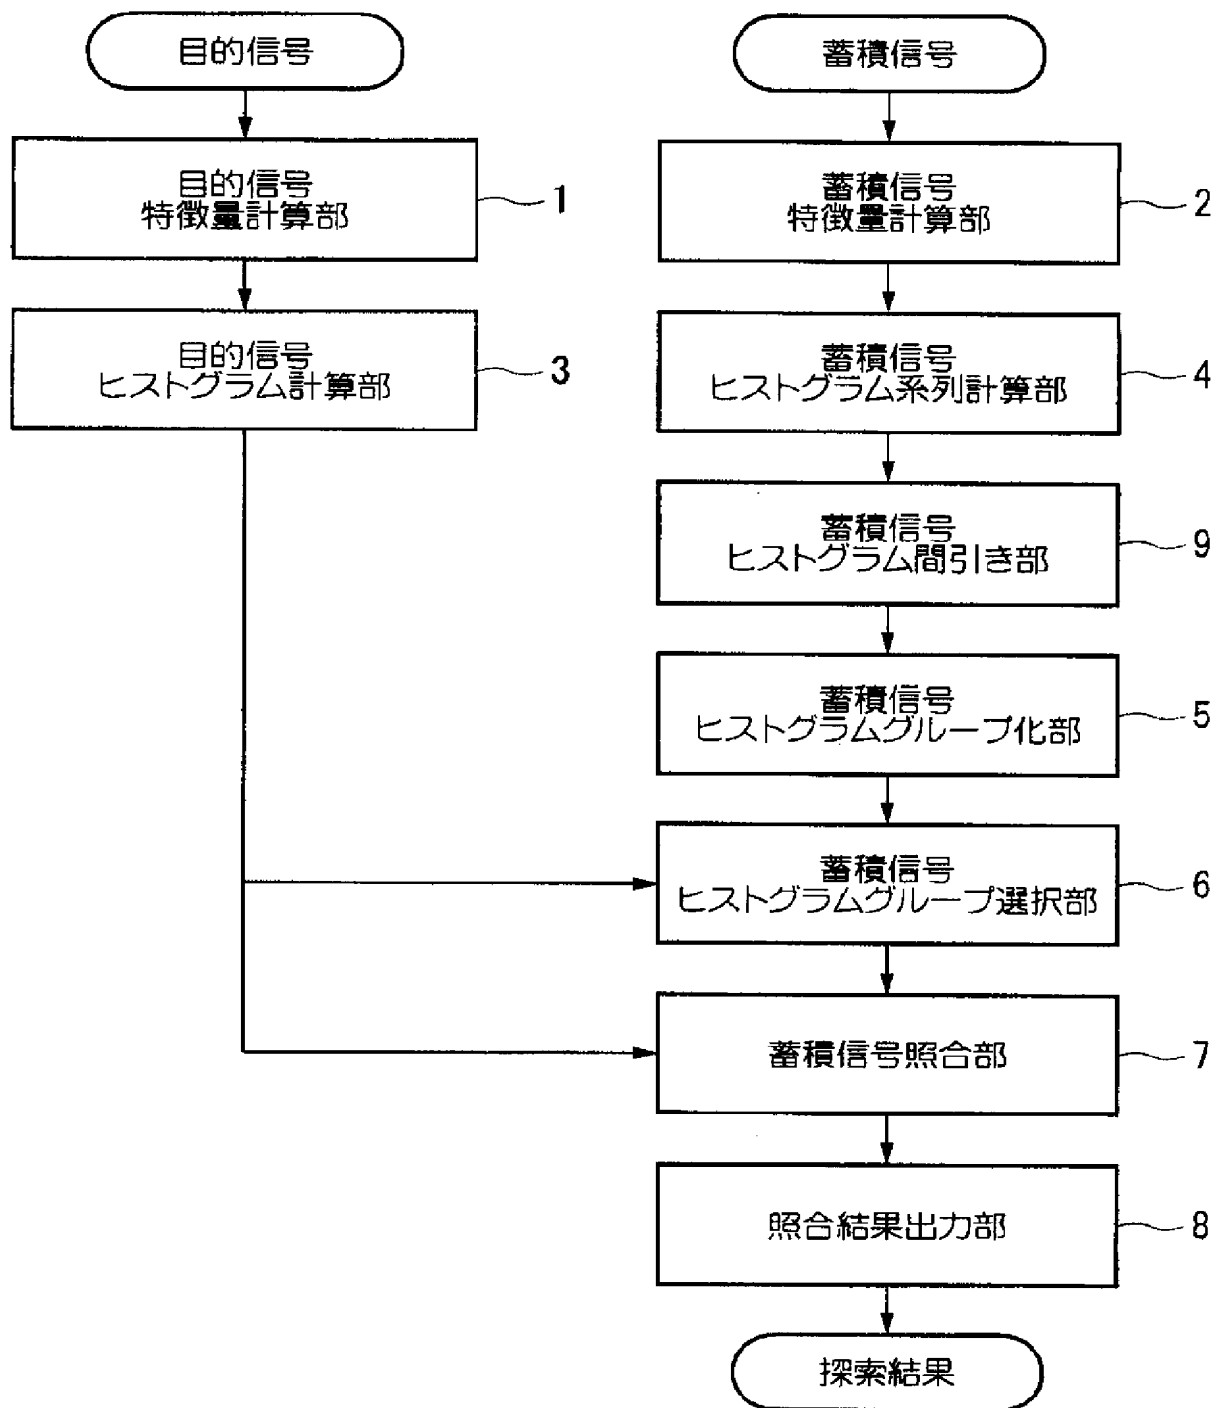 目的信号
目的信号
特徴量計算部
1
目的信号
ヒストグラム計算部
3
蓄積信号
蓄積信号
特徴量計算部
2
蓄積信号
ヒストグラム系列計算部
4
蓄積信号
ヒストグラム間引き部
9
蓄積信号
ヒストグラムグループ化部
5
蓄積信号
ヒストグラムグループ選択部
6
蓄積信号照合部
7
照合結果出力部
8
探索結果